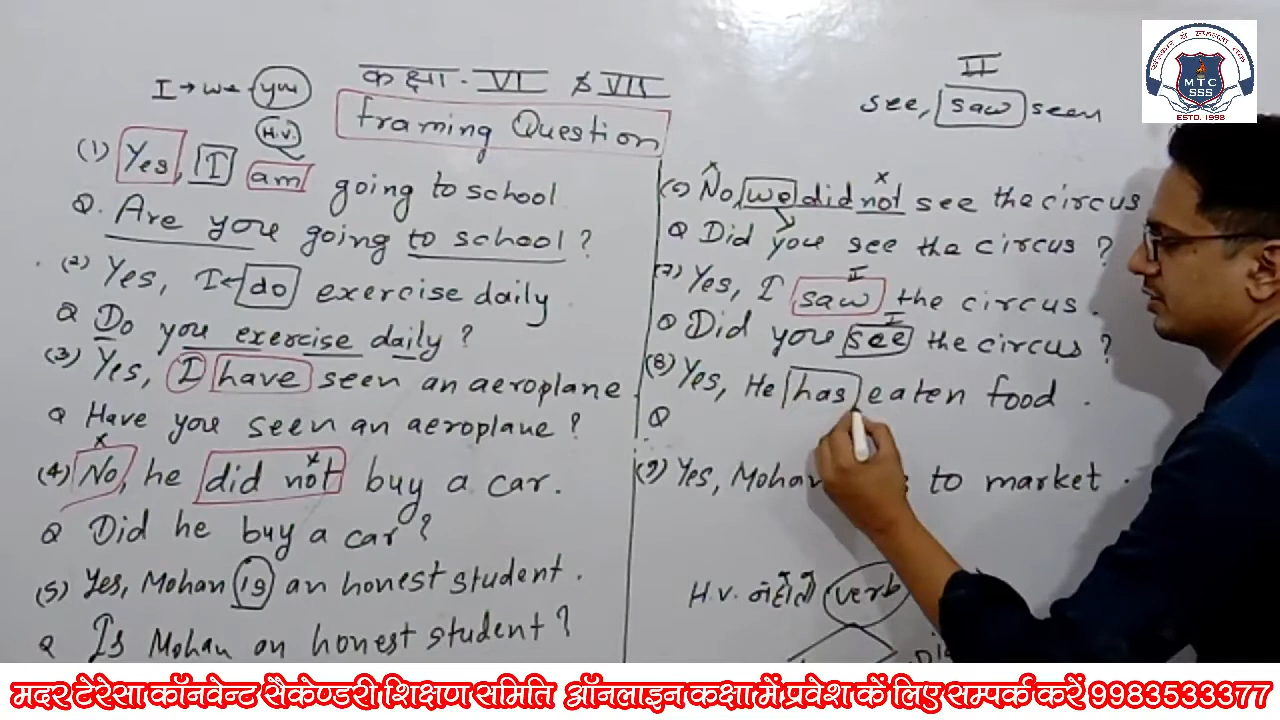 I → we you
कक्षा - VI & VII
H.V.
Framing Question
(1) Yes, I am going to school
Q. Are you going to school ?
(2) Yes, I do exercise daily
Q Do you exercise daily ?
(3) Yes, I have seen an aeroplane .
Q Have you seen an aeroplane ?
(4) No, he did not buy a car.
Q Did he buy a car ?
(5) Yes, Mohan is an honest student .
Q Is Mohan an honest student ?
II
see, saw seen
No, we did not see the circus
Q Did you see the circus ?
(7) Yes, I saw the circus .
I
Q Did you see the circus ?
I
(8) Yes, He has eaten food .
Q
(9) Yes, Mohan to market .
H.V. verb
MTC
SSS
ESTD. 1998
मदर टेरेसा कॉनवेन्ट सैकेण्डरी शिक्षण समिति ऑनलाइन कक्षा में प्रवेश कें लिए सम्पर्क करें 9983533377